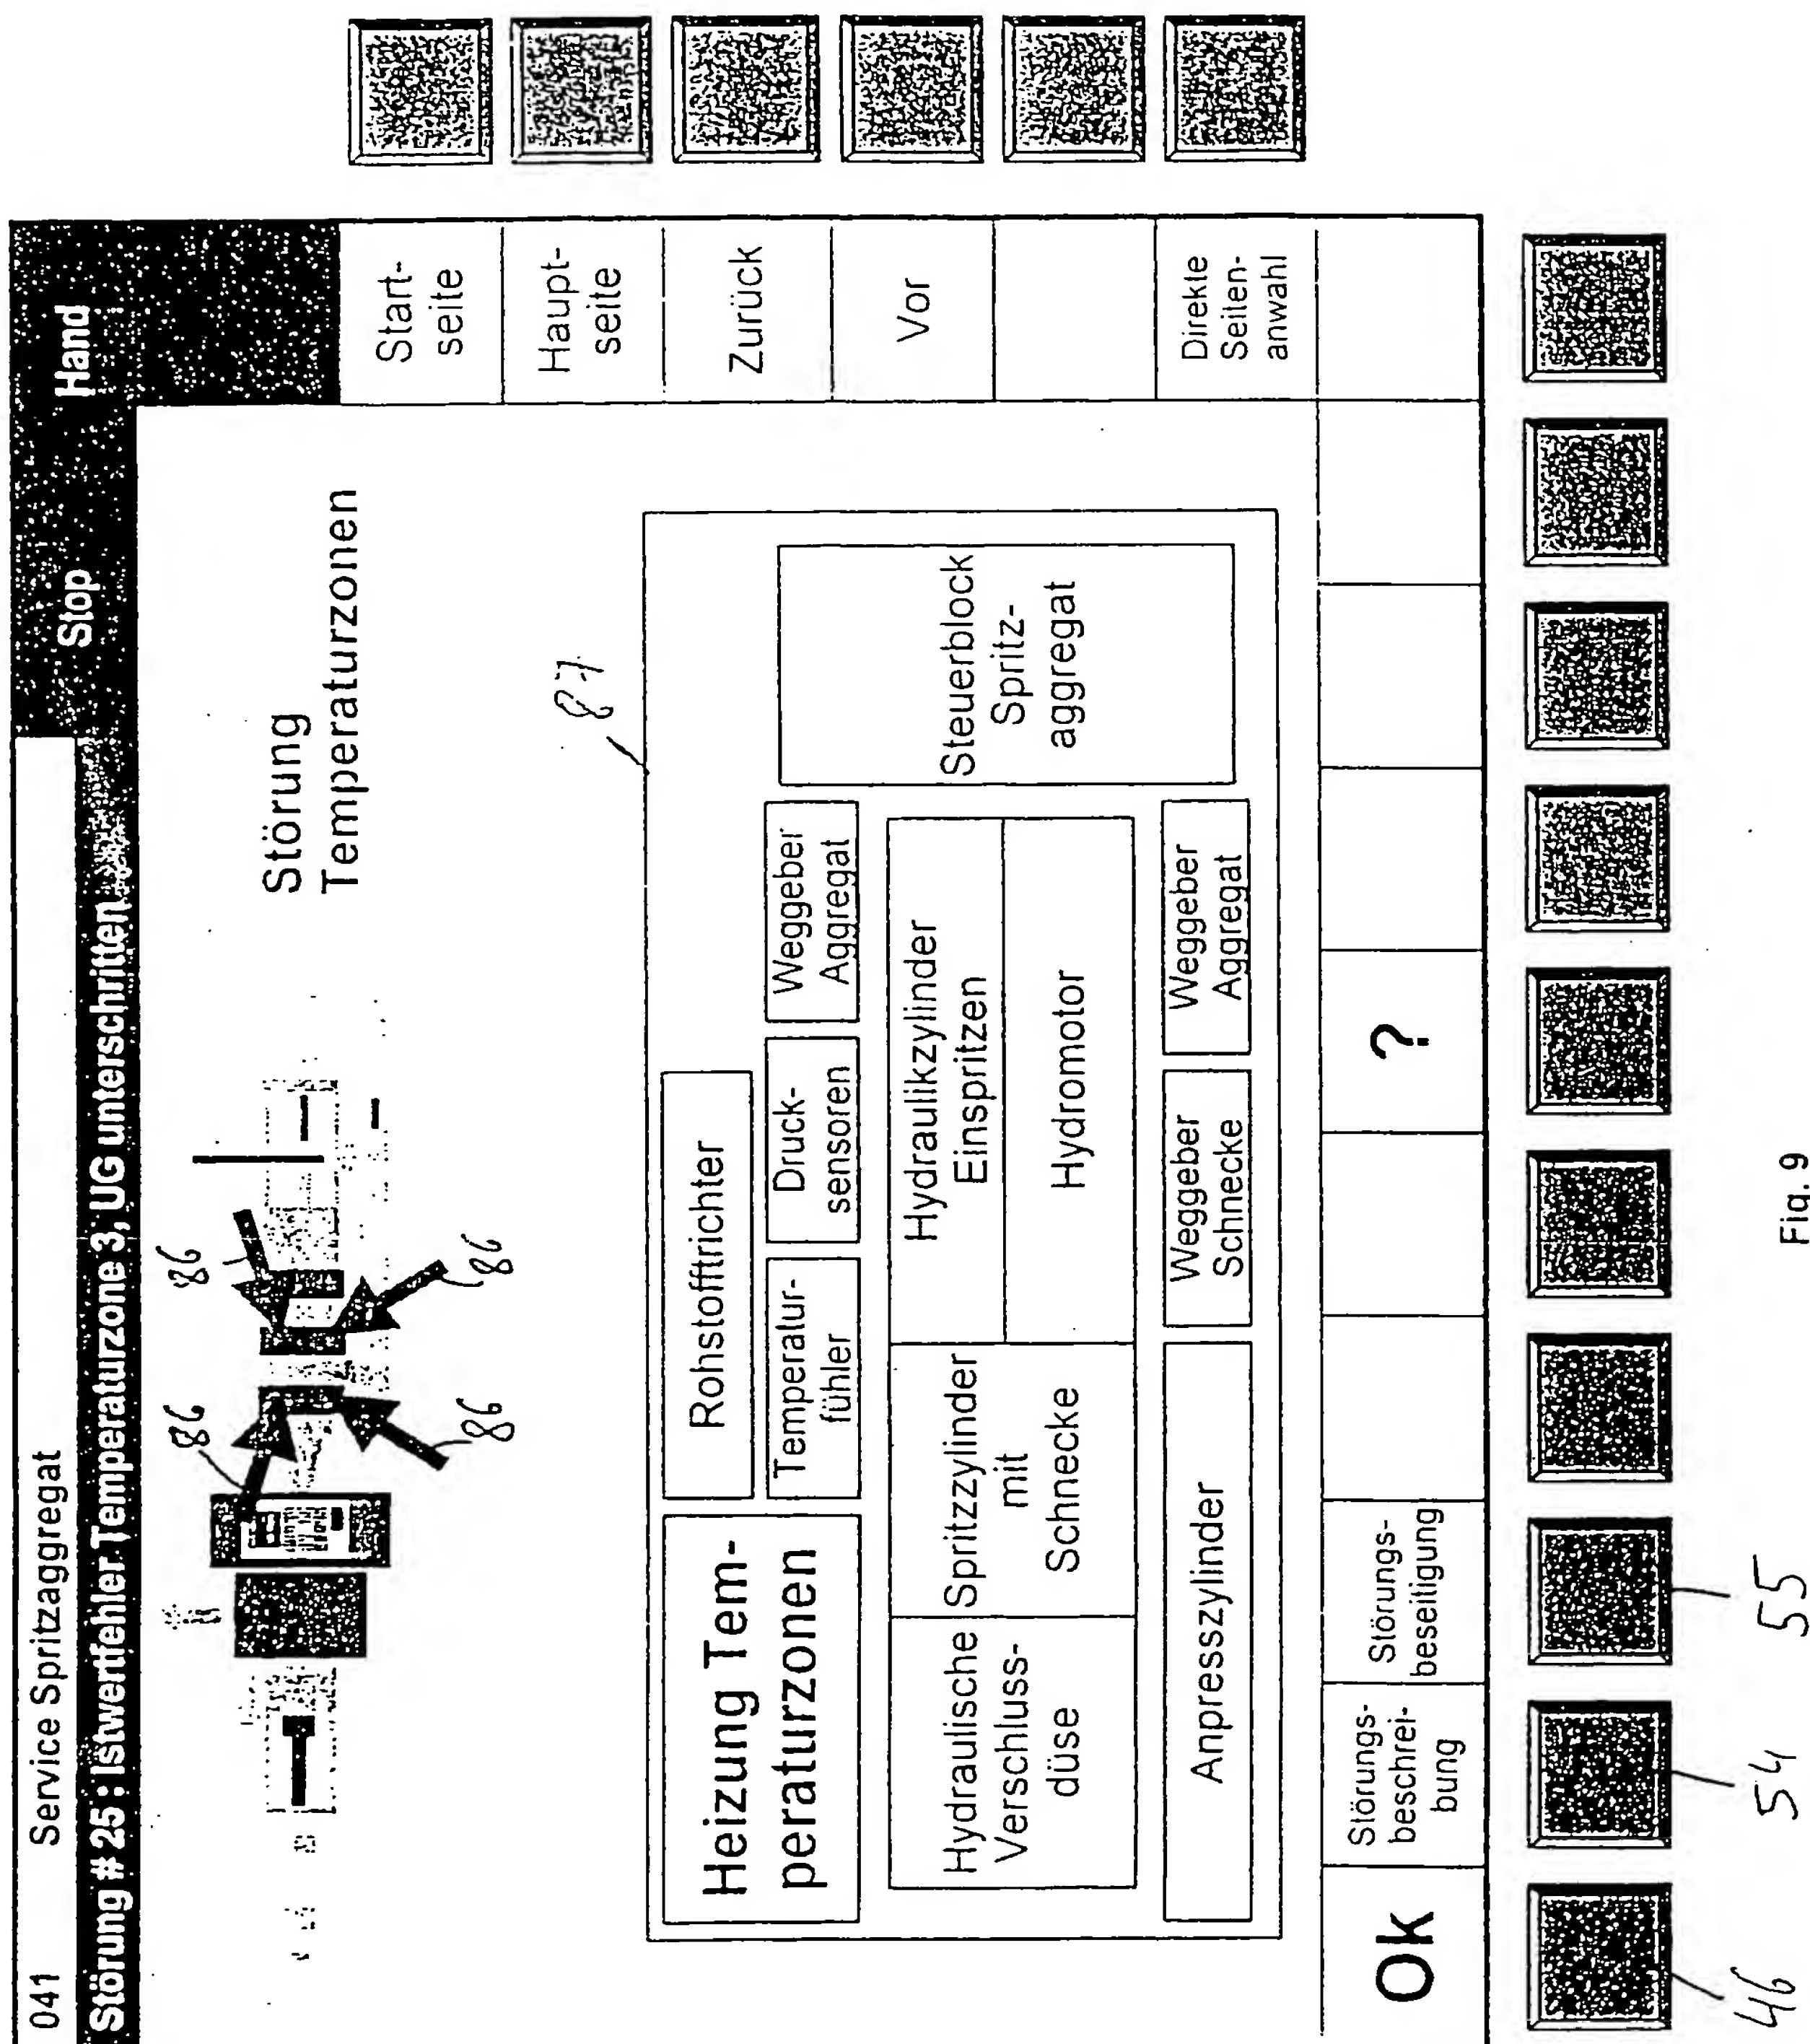 041 Service Spritzaggregat
Stop
Hand
Störung # 25 : Istwertfehler Temperaturzone 3, UG unterschritten
Störung
Temperaturzonen
86
86
86
86
87
Heizung Tem-
peraturzonen
Rohstofftrichter
Temperatur-
fühler
Druck-
sensoren
Weggeber
Aggregat
Steuerblock
Spritz-
aggregat
Hydraulische
Verschluss-
düse
Spritzzylinder
mit
Schnecke
Hydraulikzylinder
Einspritzen
Hydromotor
Anpresszylinder
Weggeber
Schnecke
Weggeber
Aggregat
Start-
seite
Haupt-
seite
Zurück
Vor
Direkte
Seiten-
anwahl
Ok
Störungs-
beschrei-
bung
Störungs-
beseitigung
?
46
54
55
Fig. 9